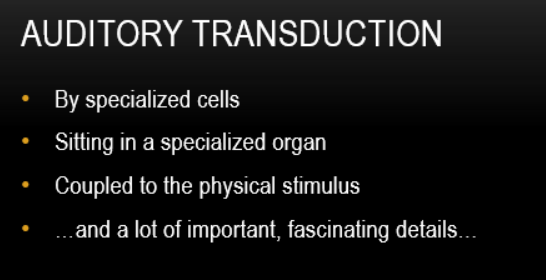 AUDITORY TRANSDUCTION
• By specialized cells
• Sitting in a specialized organ
• Coupled to the physical stimulus
• …and a lot of important, fascinating details…